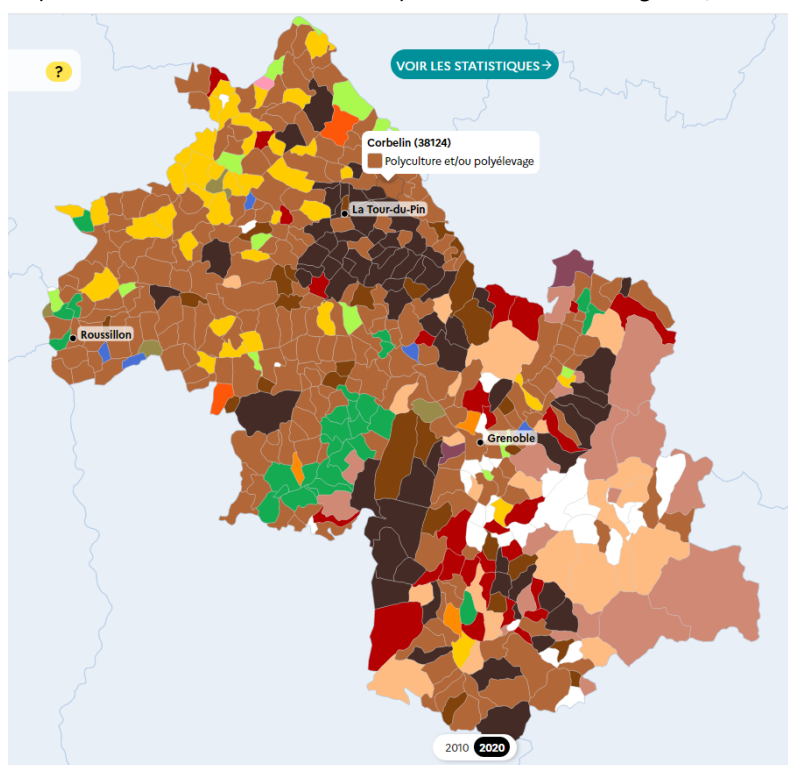 ?
VOIR LES STATISTIQUES →
Corbelin (38124)
Polyculture et/ou polyélevage
La Tour-du-Pin
Roussillon
Grenoble
2010 2020